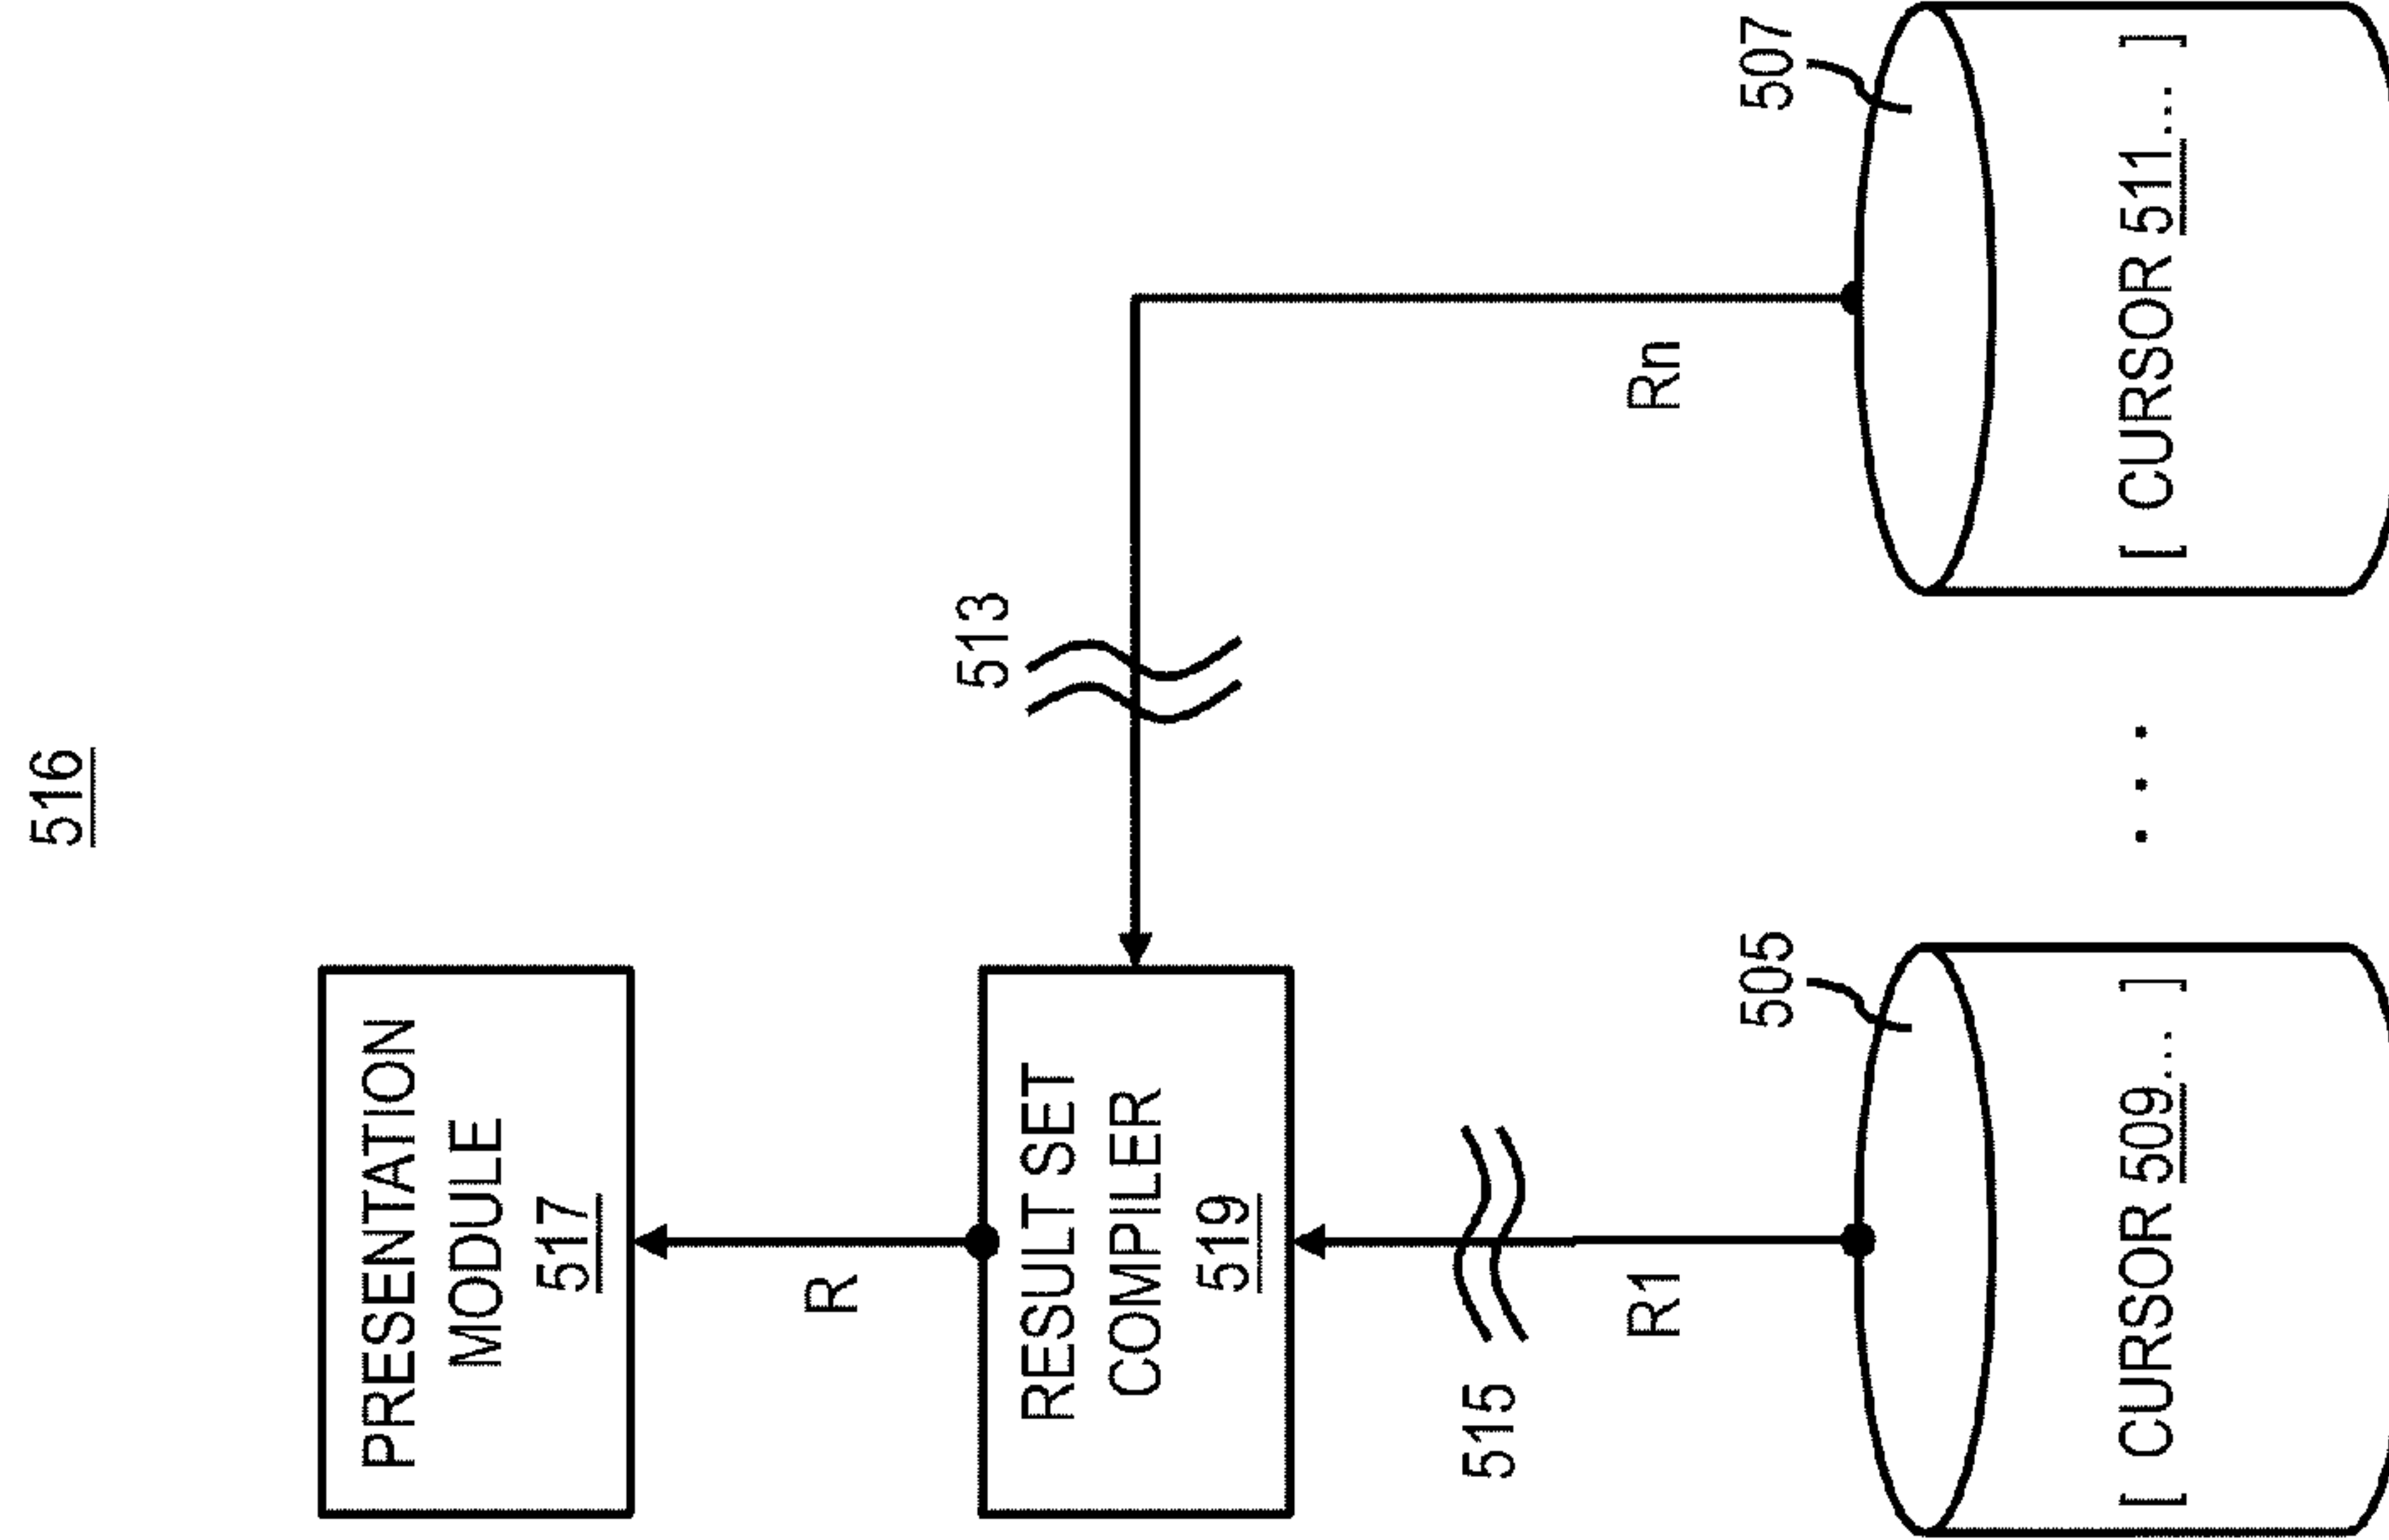 516
PRESENTATION
MODULE
517
R
513
RESULT SET
COMPILER
519
515
R1
Rn
505
507
[ CURSOR 509... ]
. . .
[ CURSOR 511... ]